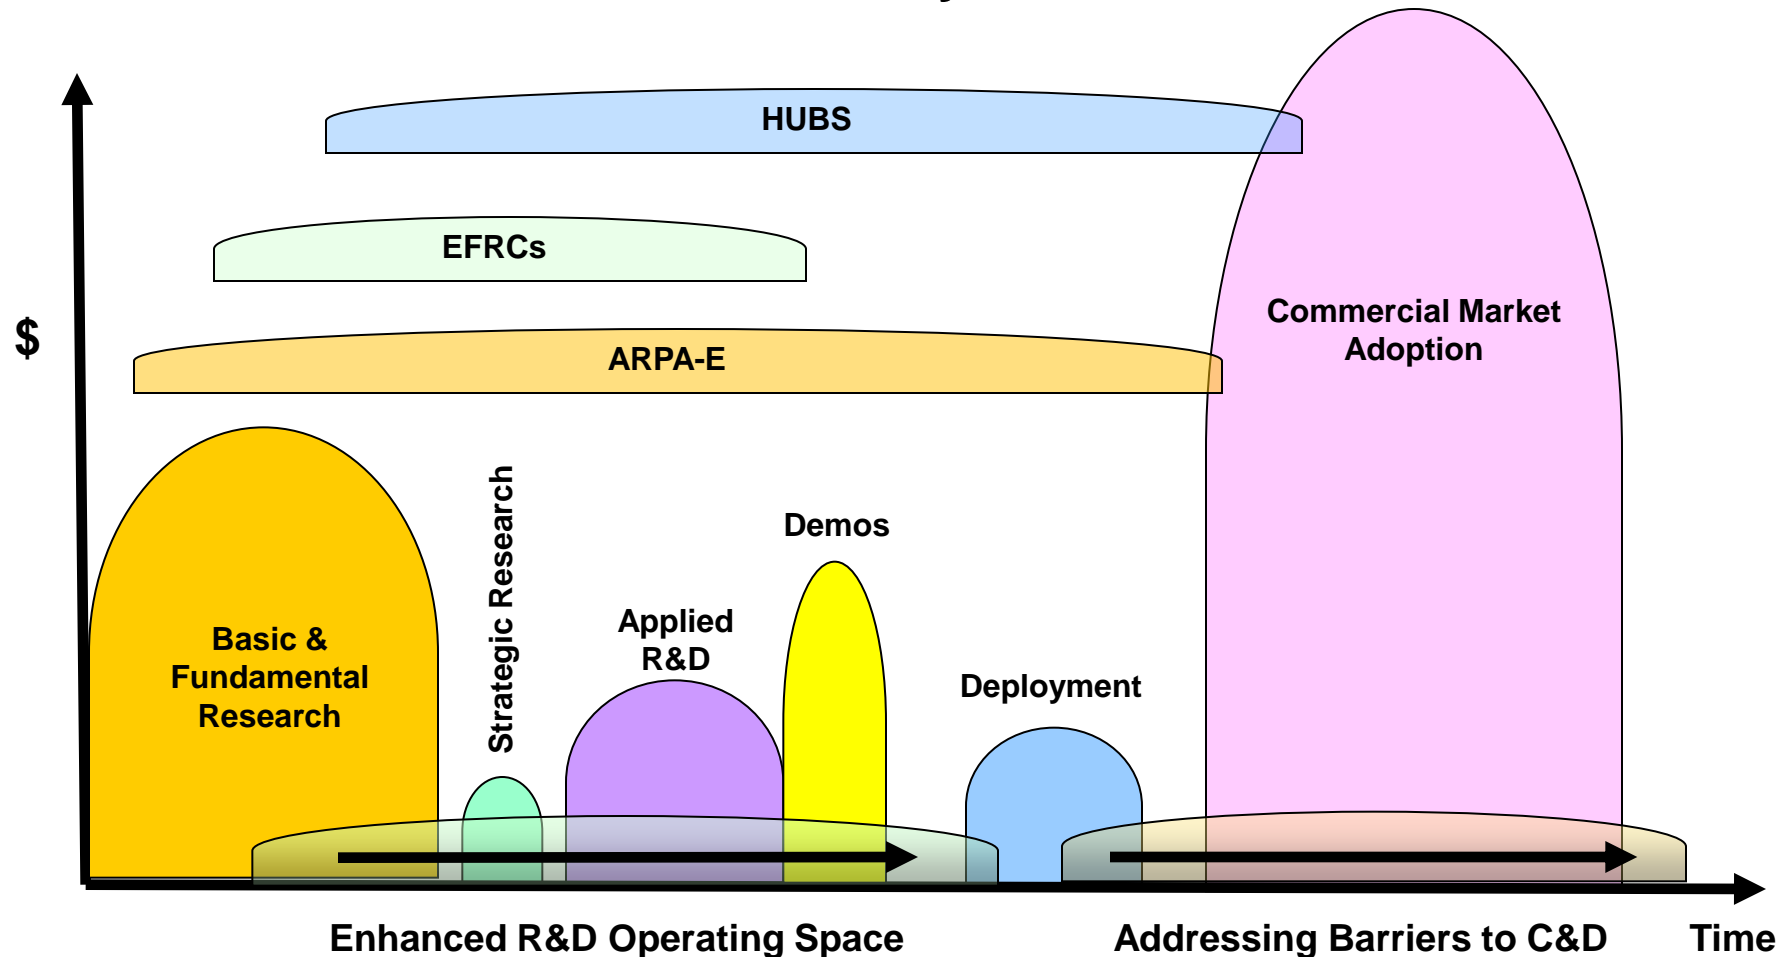 HUBS
EFRCs
$
ARPA-E
Commercial Market
Adoption
Strategic Research
Demos
Applied
R&D
Basic &
Fundamental
Research
Deployment
Enhanced R&D Operating Space
Addressing Barriers to C&D
Time